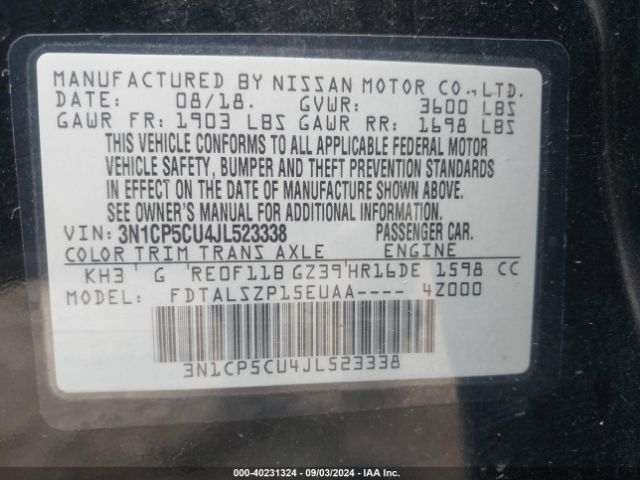 MANUFACTURED BY NISSAN MOTOR CO., LTD.
DATE: 08/18. GVWR: 3600 LBS
GAWR FR: 1903 LBS GAWR RR: 1698 LBS
THIS VEHICLE CONFORMS TO ALL APPLICABLE FEDERAL MOTOR
VEHICLE SAFETY, BUMPER AND THEFT PREVENTION STANDARDS
IN EFFECT ON THE DATE OF MANUFACTURE SHOWN ABOVE.
SEE OWNER'S MANUAL FOR ADDITIONAL INFORMATION.
VIN: 3N1CP5CU4JL523338 PASSENGER CAR.
COLOR TRIM TRANS AXLE ENGINE
KH3 G RE0F11B GZ39 HR16DE 1598 CC
MODEL: FDTALSZP15EUAA---- 4Z000
3N1CP5CU4JL523338
000-40231324 | 09/03/2024 | IAA Inc.